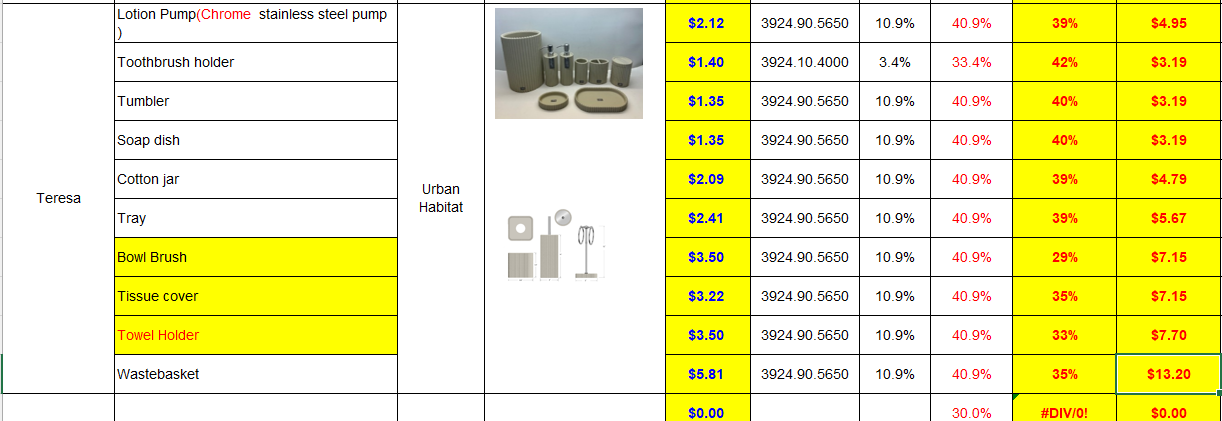 Lotion Pump(Chrome stainless steel pump
) $2.12 3924.90.5650 10.9% 40.9% 39% $4.95
Toothbrush holder $1.40 3924.10.4000 3.4% 33.4% 42% $3.19
Tumbler $1.35 3924.90.5650 10.9% 40.9% 40% $3.19
Soap dish $1.35 3924.90.5650 10.9% 40.9% 40% $3.19
Cotton jar $2.09 3924.90.5650 10.9% 40.9% 39% $4.79
Teresa
Urban
Habitat
Tray $2.41 3924.90.5650 10.9% 40.9% 39% $5.67
Bowl Brush $3.50 3924.90.5650 10.9% 40.9% 29% $7.15
Tissue cover $3.22 3924.90.5650 10.9% 40.9% 35% $7.15
Towel Holder $3.50 3924.90.5650 10.9% 40.9% 33% $7.70
Wastebasket $5.81 3924.90.5650 10.9% 40.9% 35% $13.20
$0.00 30.0% #DIV/0! $0.00